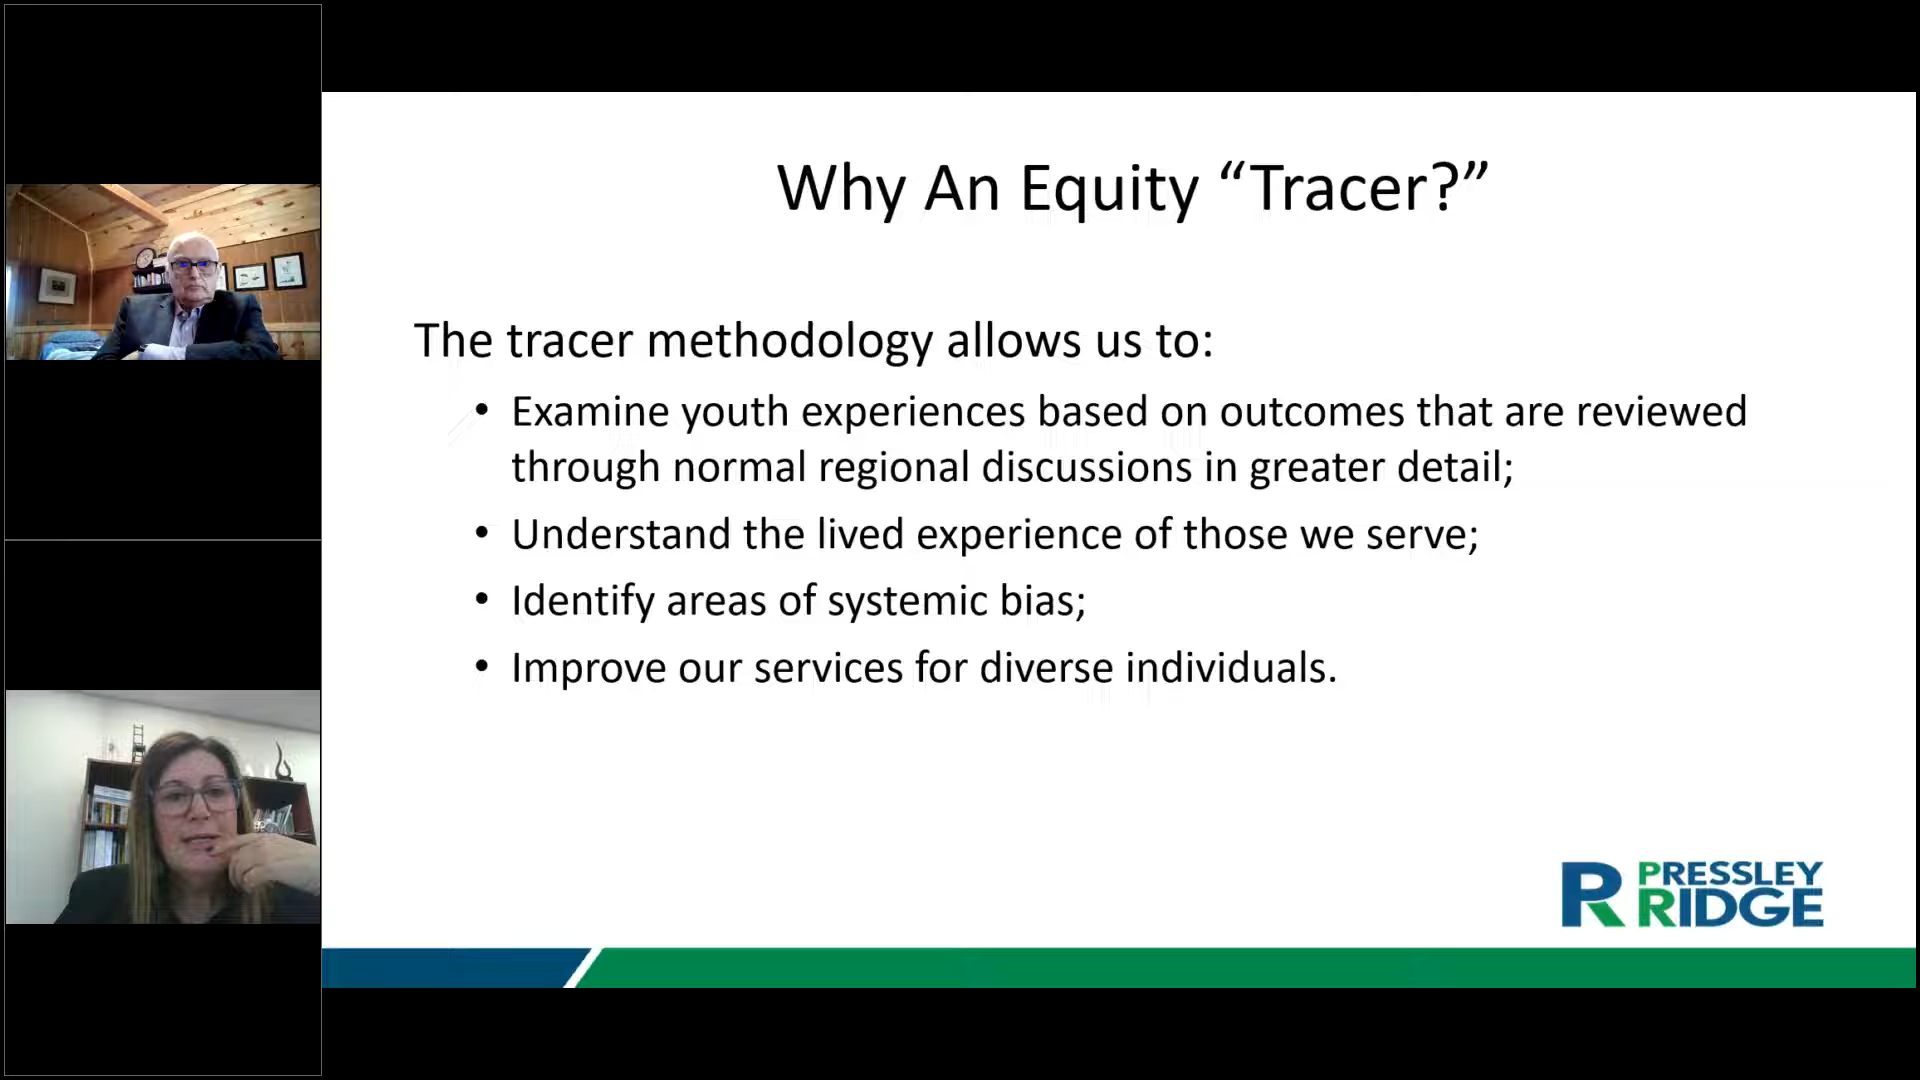 Why An Equity “Tracer?”
The tracer methodology allows us to:
• Examine youth experiences based on outcomes that are reviewed
through normal regional discussions in greater detail;
• Understand the lived experience of those we serve;
• Identify areas of systemic bias;
• Improve our services for diverse individuals.
PRESSLEY
RIDGE